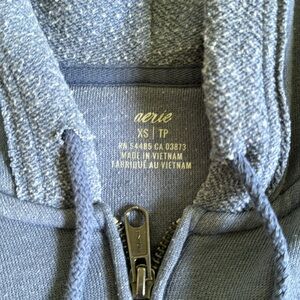 aerie
XS | TP
RN 54485 CA 03873
MADE IN VIETNAM
FABRIQUÉ AU VIETNAM